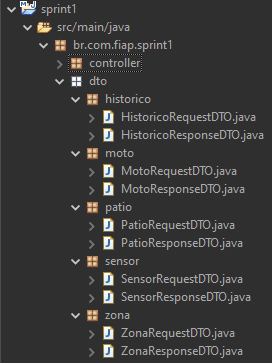 sprint1
src/main/java
br.com.fiap.sprint1
controller
dto
historico
HistoricoRequestDTO.java
HistoricoResponseDTO.java
moto
MotoRequestDTO.java
MotoResponseDTO.java
patio
PatioRequestDTO.java
PatioResponseDTO.java
sensor
SensorRequestDTO.java
SensorResponseDTO.java
zona
ZonaRequestDTO.java
ZonaResponseDTO.java